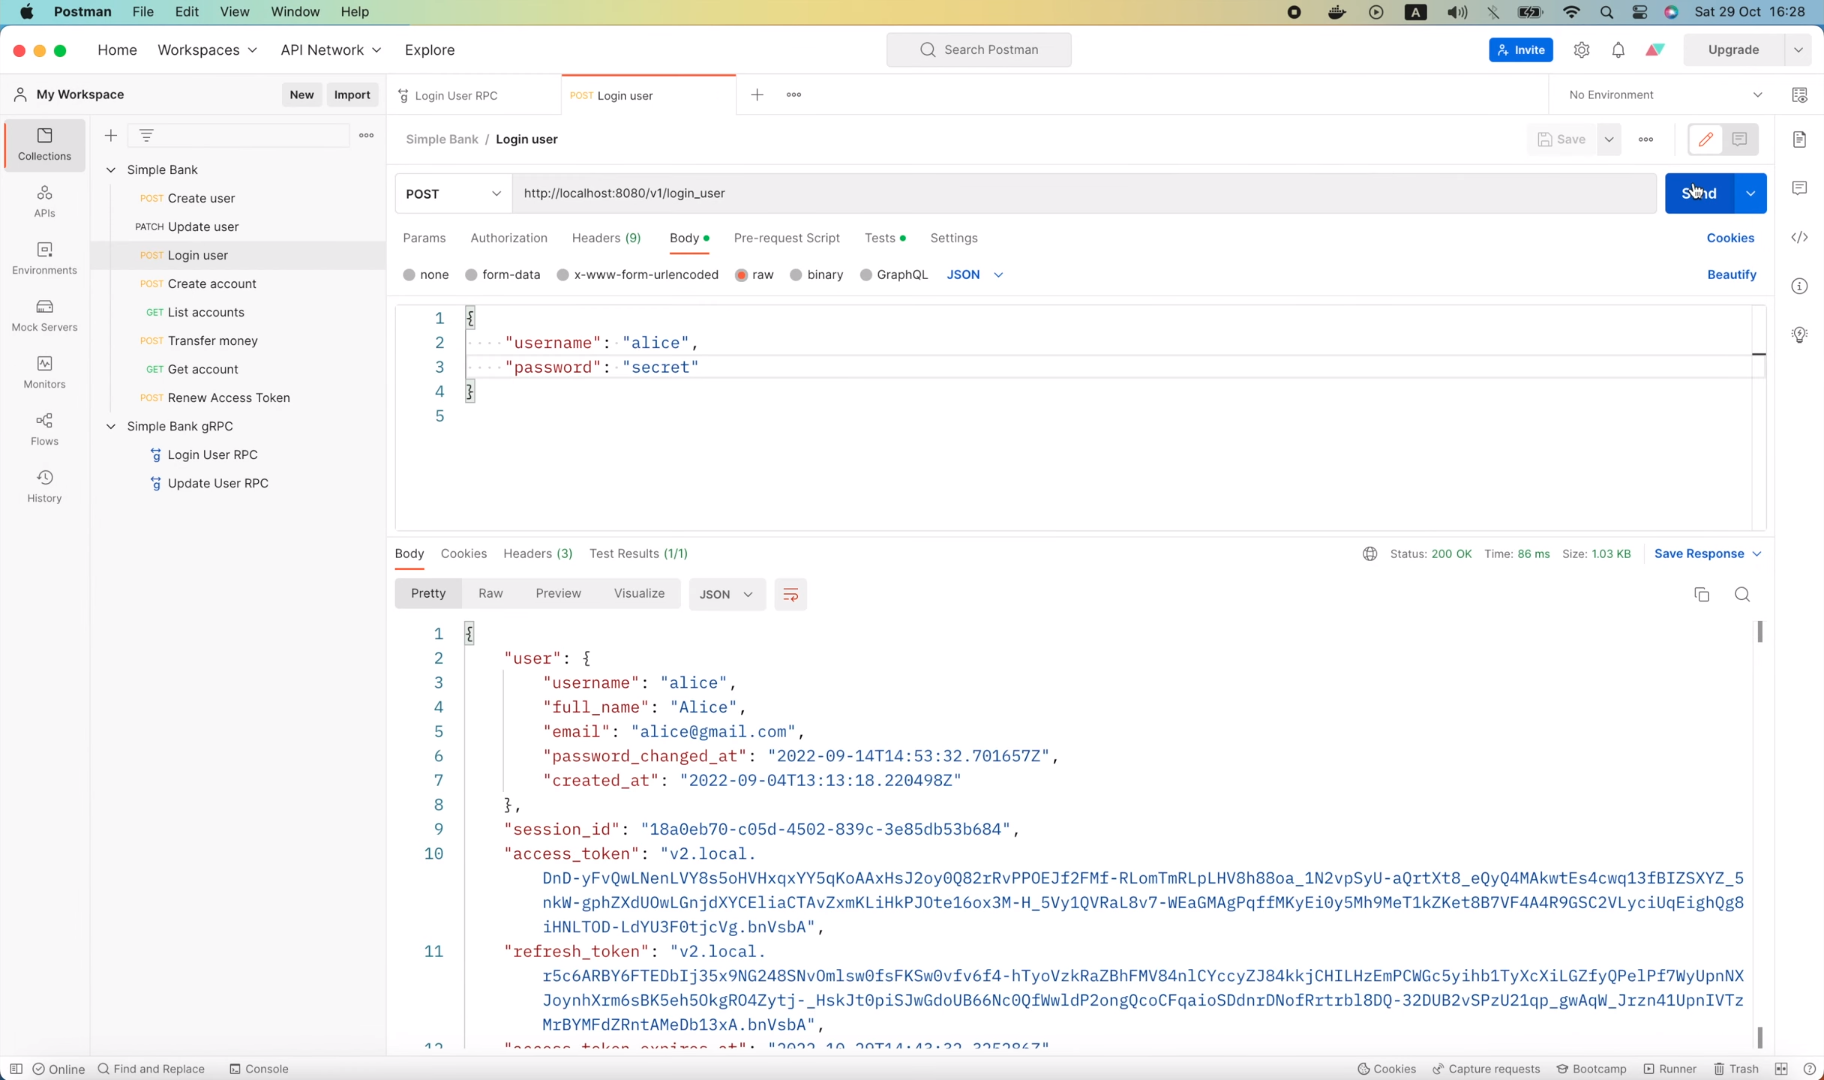 Postman File Edit View Window Help A Sat 29 Oct 16:28
Home Workspaces API Network Explore Search Postman Invite Upgrade
My Workspace New Import Login User RPC POST Login user No Environment
Collections
APIs
Environments
Mock Servers
Monitors
Flows
History
Simple Bank
POST Create user
PATCH Update user
POST Login user
POST Create account
GET List accounts
POST Transfer money
GET Get account
POST Renew Access Token
Simple Bank gRPC
Login User RPC
Update User RPC
Simple Bank / Login user Save
POST http://localhost:8080/v1/login_user
Params Authorization Headers (9) Body Pre-request Script Tests Settings Cookies
none form-data x-www-form-urlencoded raw binary GraphQL JSON Beautify
1 {
2 "username": "alice",
3 "password": "secret"
4 }
5
Body Cookies Headers (3) Test Results (1/1) Status: 200 OK Time: 86 ms Size: 1.03 KB Save Response
Pretty Raw Preview Visualize JSON
1 {
2 "user": {
3 "username": "alice",
4 "full_name": "Alice",
5 "email": "alice@gmail.com",
6 "password_changed_at": "2022-09-14T14:53:32.701657Z",
7 "created_at": "2022-09-04T13:13:18.220498Z"
8 },
9 "session_id": "18a0eb70-c05d-4502-839c-3e85db53b684",
10 "access_token": "v2.local.
DnD-yFvQwLNenLVY8s5oHVHxqxYY5qKoAAxHsJ2oy0Q82rRvPPOEJf2FMf-RLomTmRLpLHV8h88oa_1N2vpSyU-aQrtXt8_eQyQ4MAkwtEs4cwq13fBIZSXYZ_5
nkW-gphZXdUOwLGnjdXYCEliaCTAvZxmKLiHkPJOte16ox3M-H_5Vy1QVRaL8v7-WEaGMAgPqffMKyEi0y5Mh9MeT1kZKet8B7VF4A4R9GSC2VLyciUqEighQg8
iHNLTOD-LdYU3F0tjcVg.bnVsbA",
11 "refresh_token": "v2.local.
r5c6ARBY6FTEDbIj35x9NG248SNvOmlsw0fsFKSw0vfv6f4-hTyoVzkRaZBhFMV84nlCYccyZJ84kkjCHILHzEmPCWGc5yihb1TyXcXiLGZfyQPelPf7WyUpnNX
JoynhXrm6sBK5eh5OkgRO4Zytj-_HskJt0piSJwGdoUB66Nc0QfWwldP2ongQcoCFqaioSDdnrDNofRrtrbl8DQ-32DUB2vSPzU21qp_gwAqW_Jrzn41UpnIVTz
MrBYMFdZRntAMeDb13xA.bnVsbA",
Online Find and Replace Console Cookies Capture requests Bootcamp Runner Trash